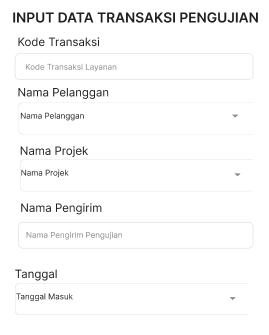 INPUT DATA TRANSAKSI PENGUJIAN
Kode Transaksi
Kode Transaksi Layanan
Nama Pelanggan
Nama Pelanggan
Nama Projek
Nama Projek
Nama Pengirim
Nama Pengirim Pengujian
Tanggal
Tanggal Masuk